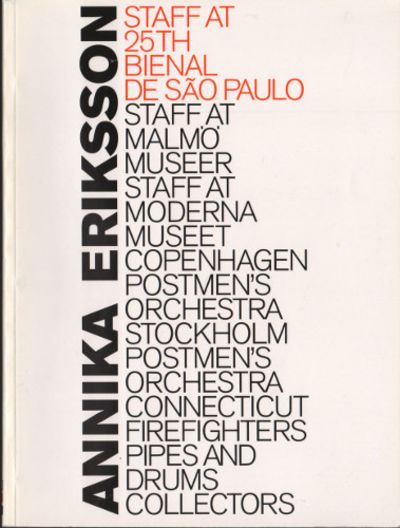 ANNIKA ERIKSSON
STAFF AT
25TH
BIENAL
DE SÃO PAULO
STAFF AT
MALMÖ
MUSEER
STAFF AT
MODERNA
MUSEET
COPENHAGEN
POSTMEN'S
ORCHESTRA
STOCKHOLM
POSTMEN'S
ORCHESTRA
CONNECTICUT
FIREFIGHTERS
PIPES AND
DRUMS
COLLECTORS